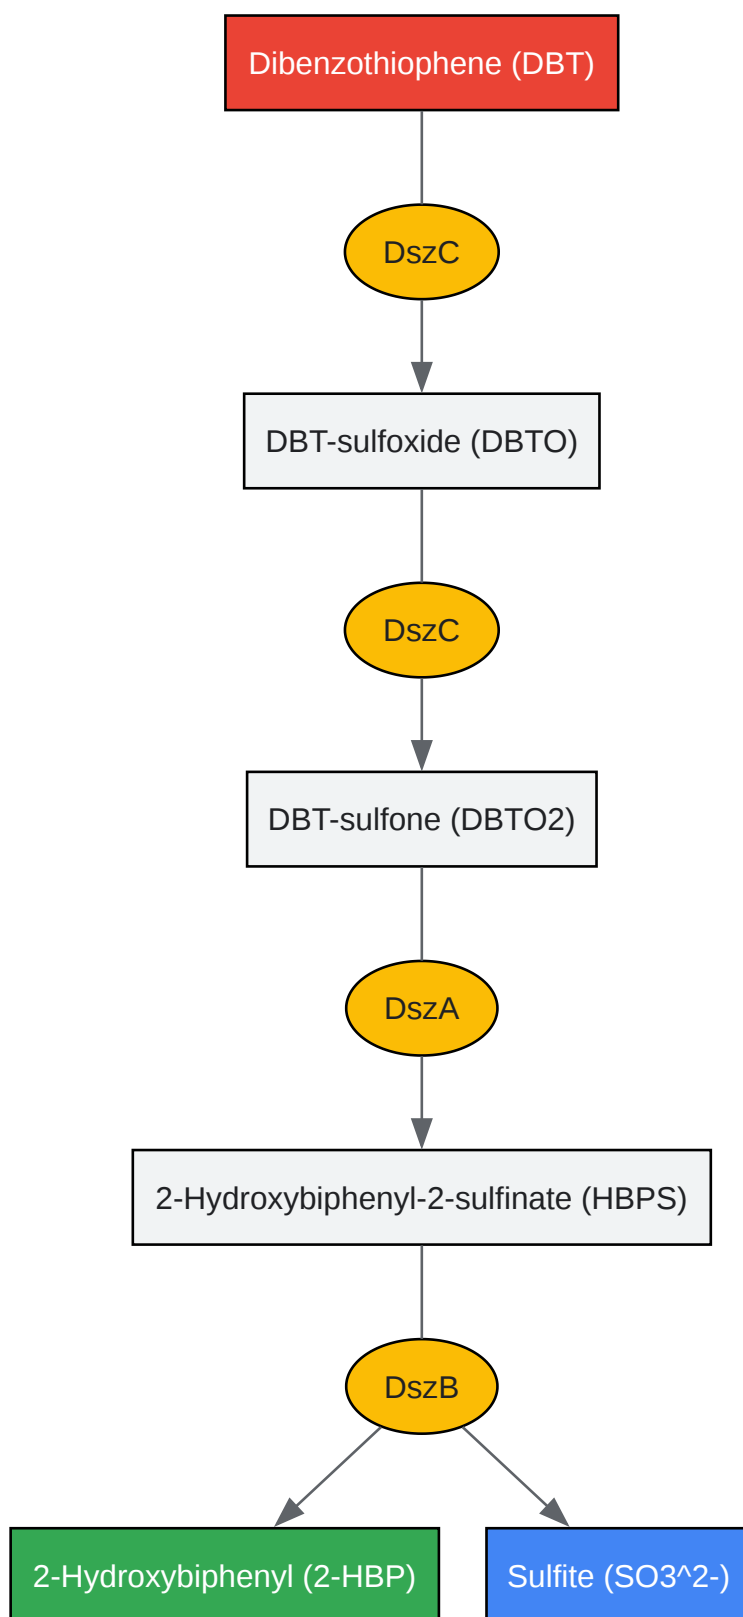 Dibenzothiophene (DBT)
DszC
DBT-sulfoxide (DBTO)
DszC
DBT-sulfone (DBTO2)
DszA
2-Hydroxybiphenyl-2-sulfinate (HBPS)
DszB
2-Hydroxybiphenyl (2-HBP)
Sulfite (SO3^2-)